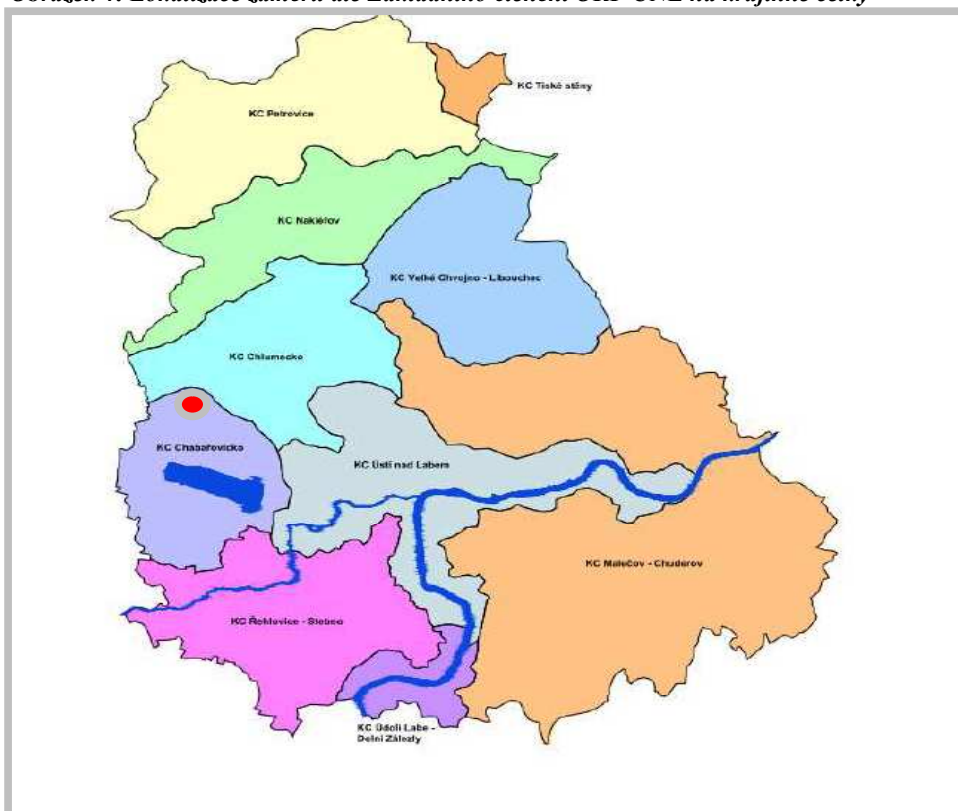 KC Tiské stěny
KC Petrovice
KC Nakléřov
KC Velké Chvojno - Libouchec
KC Chlumecko
KC Chabařovicko
KC Ústí nad Labem
KC Malečov - Chuderov
KC Řehlovice - Stebno
KC Údolí Labe -
Dolní Zálezly